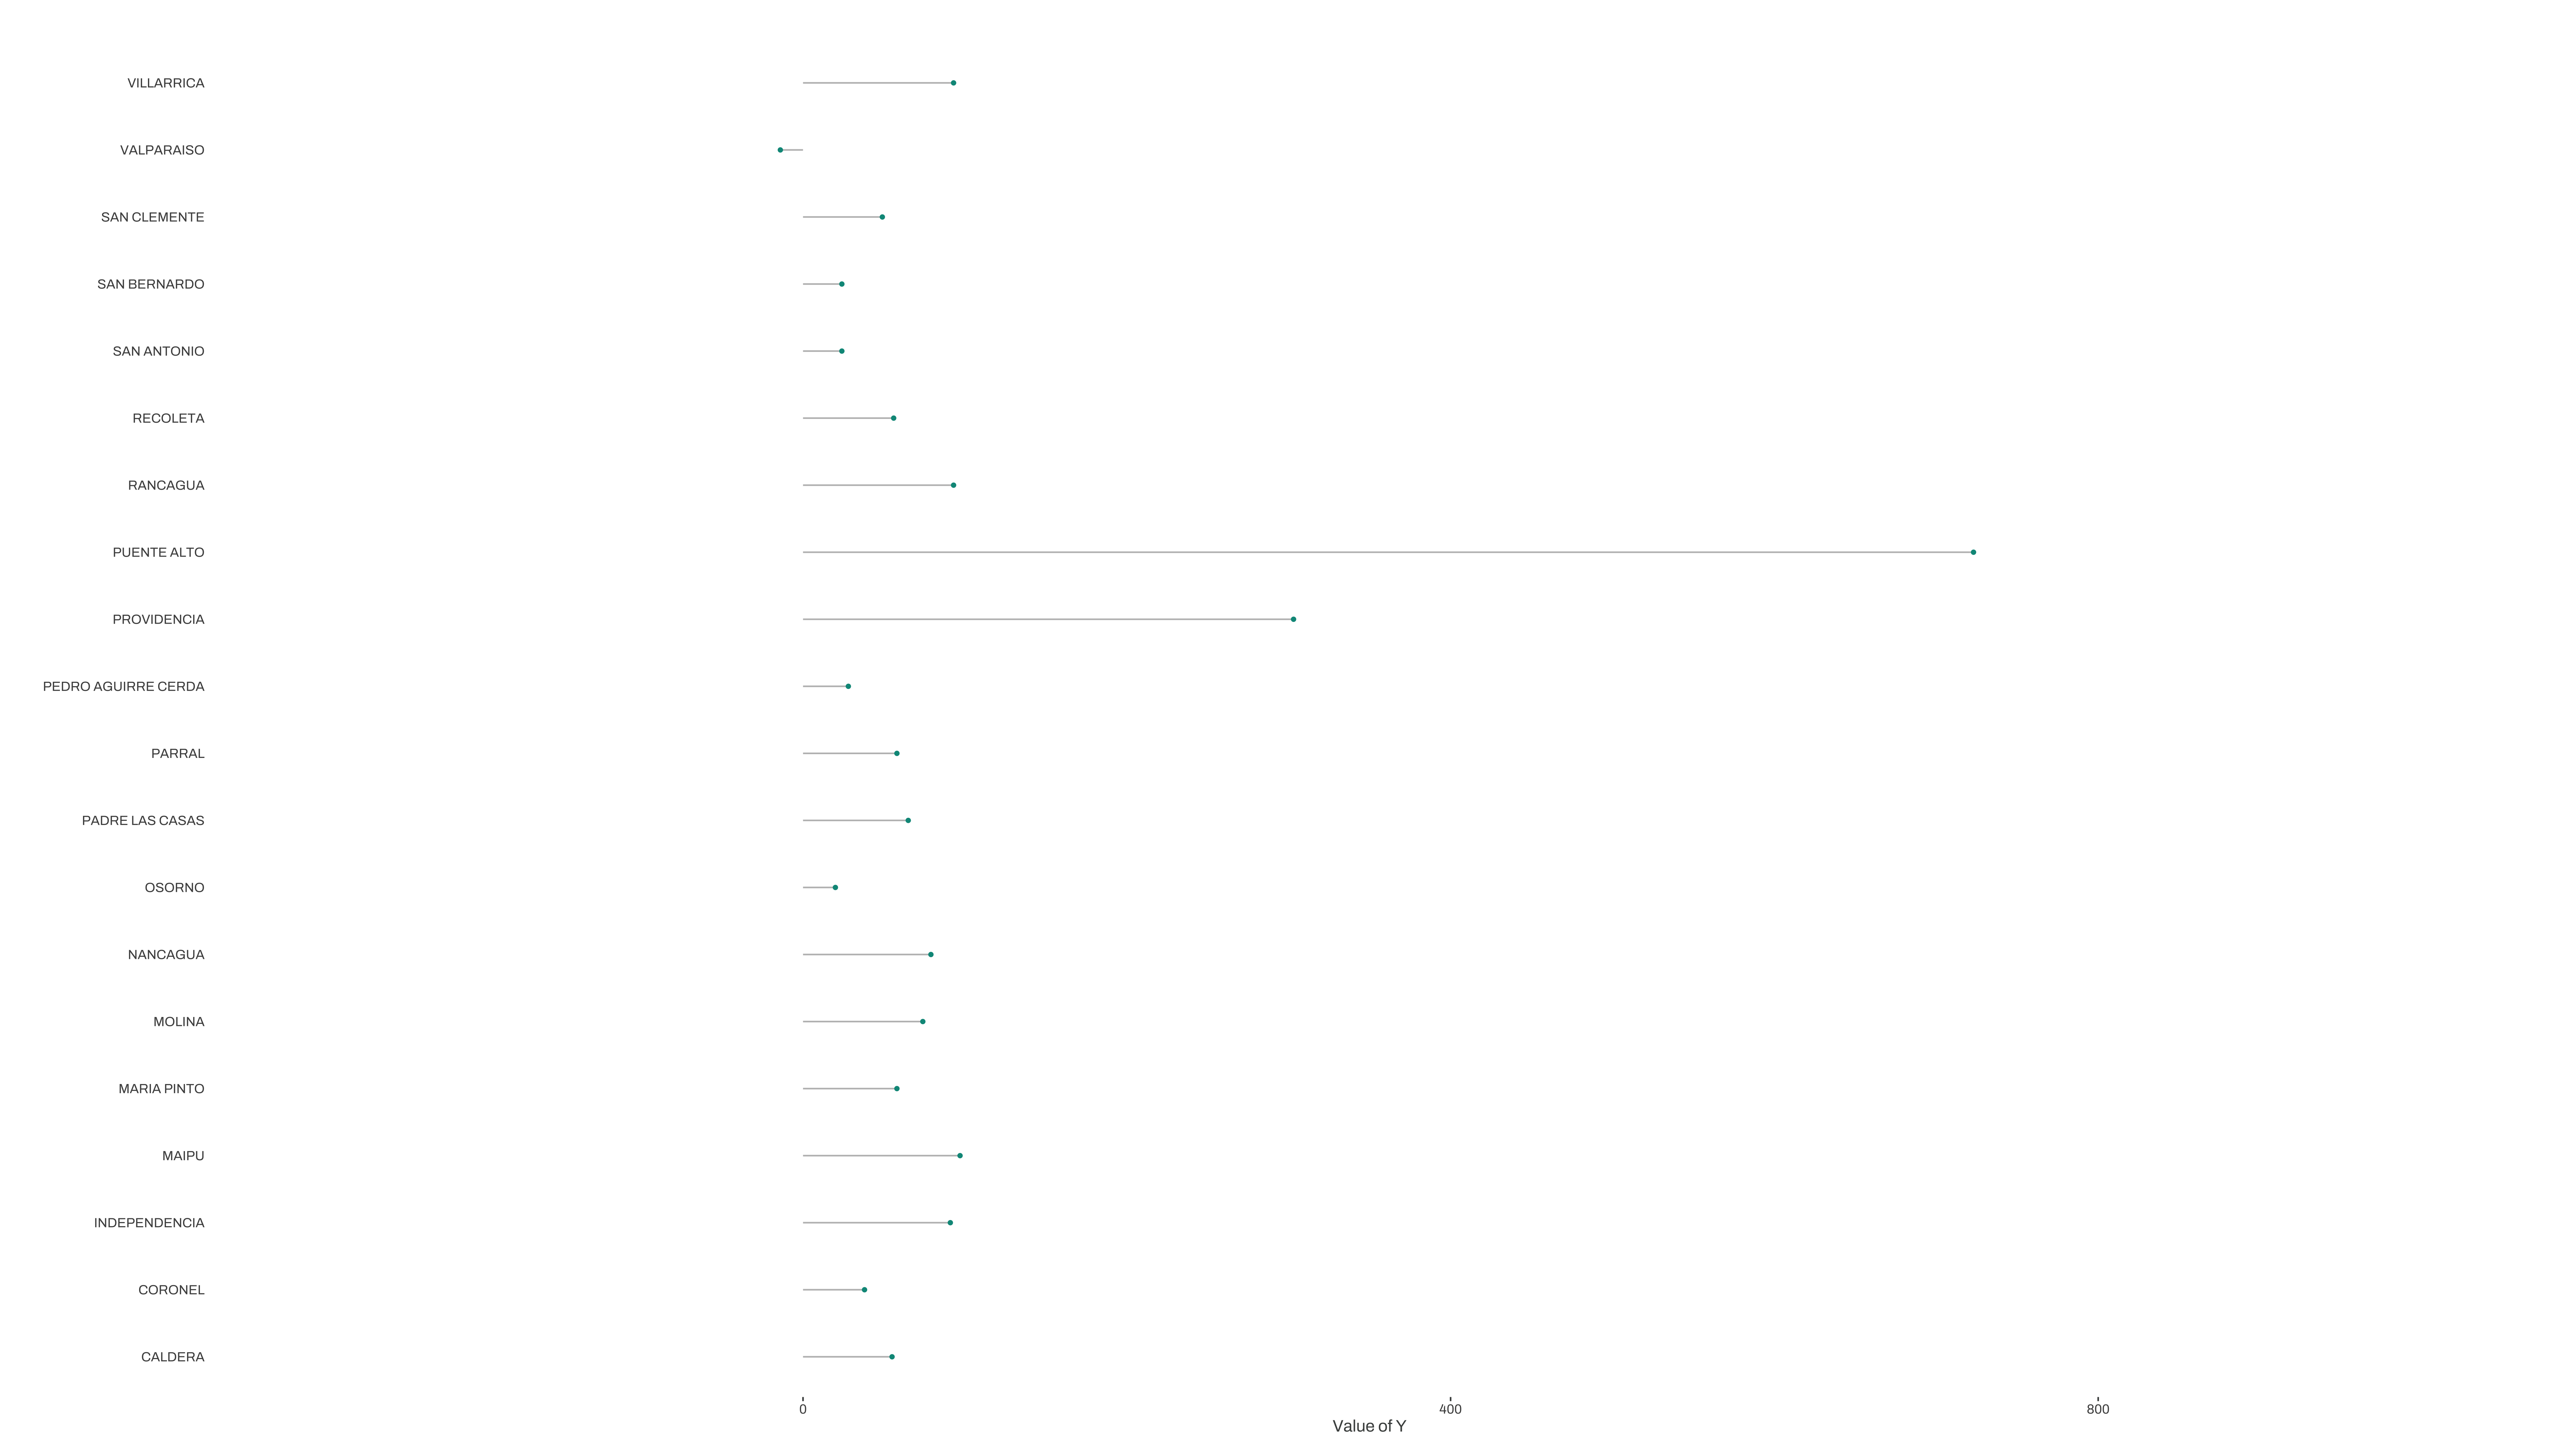 VILLARRICA
VALPARAISO
SAN CLEMENTE
SAN BERNARDO
SAN ANTONIO
RECOLETA
RANCAGUA
PUENTE ALTO
PROVIDENCIA
PEDRO AGUIRRE CERDA
PARRAL
PADRE LAS CASAS
OSORNO
NANCAGUA
MOLINA
MARIA PINTO
MAIPU
INDEPENDENCIA
CORONEL
CALDERA
0 400 800
Value of Y